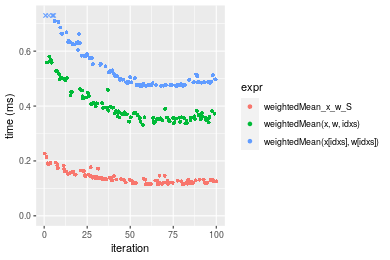 0.6
0.4
0.2
0.0
time (ms)
0
25
50
75
100
iteration
expr
weightedMean_x_w_S
weightedMean(x, w, idxs)
weightedMean(x[idxs], w[idxs])